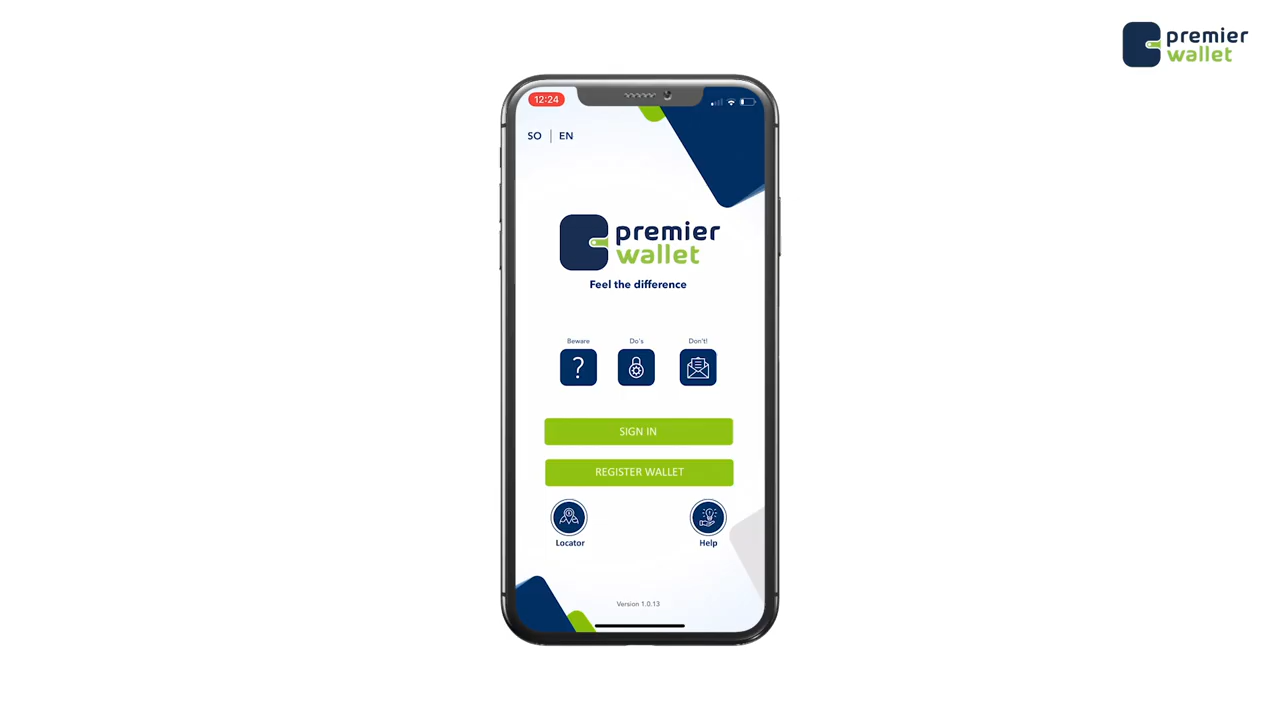 premier
wallet
12:24
SO | EN
premier
wallet
Feel the difference
Beware
Do's
Don't!
?
SIGN IN
REGISTER WALLET
Locator
Help
Version 1.0.13